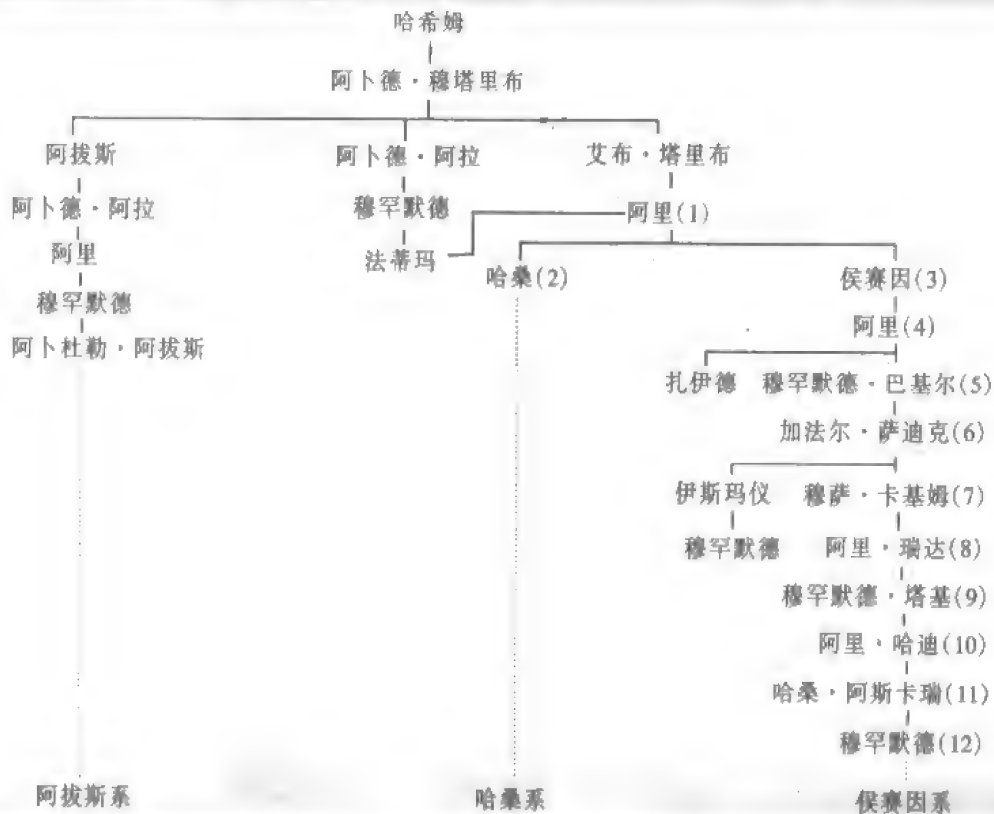 哈希姆
阿卜德·穆塔里布
阿拔斯 阿卜德·阿拉 艾布·塔里布
阿卜德·阿拉 穆罕默德 阿里(1)
阿里 法蒂玛 哈桑(2) 侯赛因(3)
穆罕默德 阿里(4)
阿卜杜勒·阿拔斯
扎伊德 穆罕默德·巴基尔(5)
加法尔·萨迪克(6)
伊斯玛仪 穆萨·卡基姆(7)
穆罕默德 阿里·瑞达(8)
穆罕默德·塔基(9)
阿里·哈迪(10)
哈桑·阿斯卡瑞(11)
穆罕默德(12)
阿拔斯系 哈桑系 侯赛因系